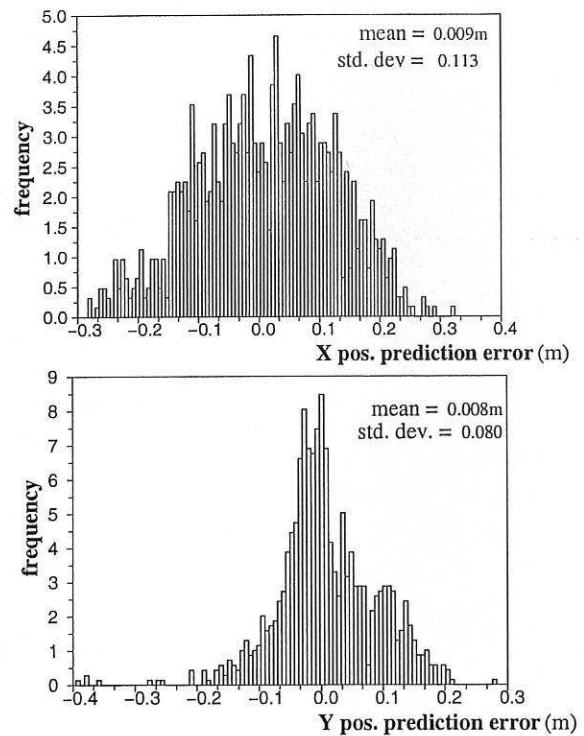 5.0
mean = 0.009m
4.5
std. dev = 0.113
4.0
3.5
3.0
2.5
2.0
1.5
1.0
0.5
0.0
frequency
−0.3 −0.2 −0.1 0.0 0.1 0.2 0.3 0.4
X pos. prediction error (m)
9
mean = 0.008m
8
std. dev. = 0.080
7
6
5
4
3
2
1
0
frequency
−0.4 −0.3 −0.2 −0.1 0.0 0.1 0.2 0.3
Y pos. prediction error (m)